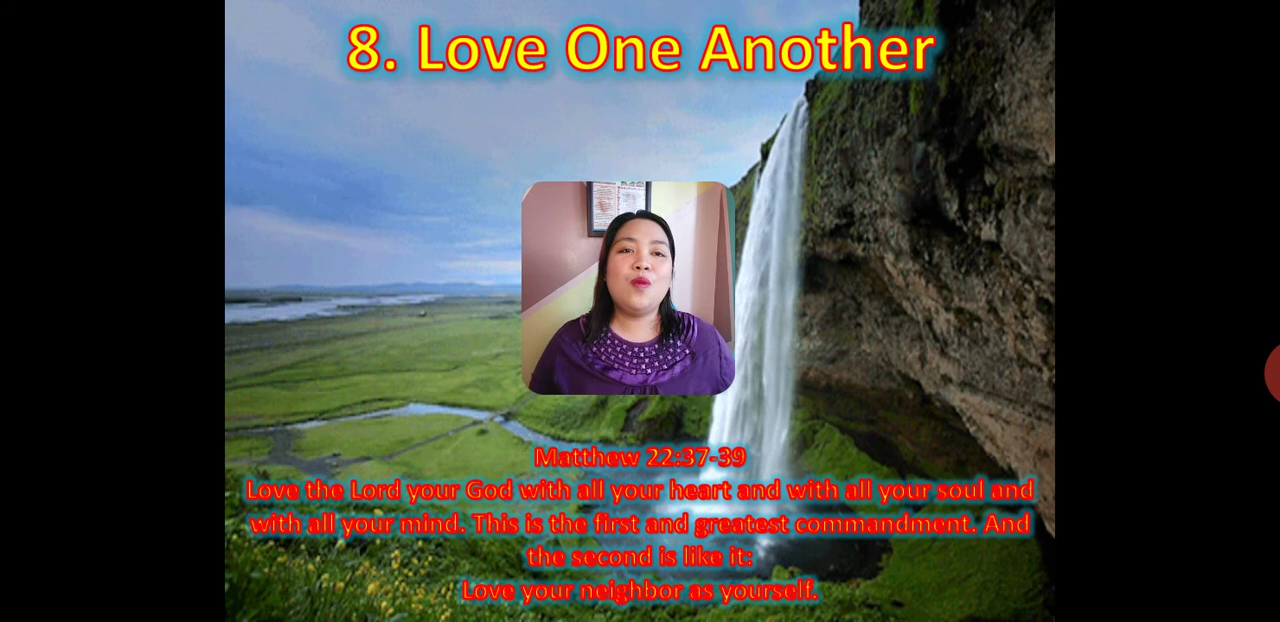 8. Love One Another
Matthew 22:37-39
Love the Lord your God with all your heart and with all your soul and
with all your mind. This is the first and greatest commandment. And
the second is like it:
Love your neighbor as yourself.